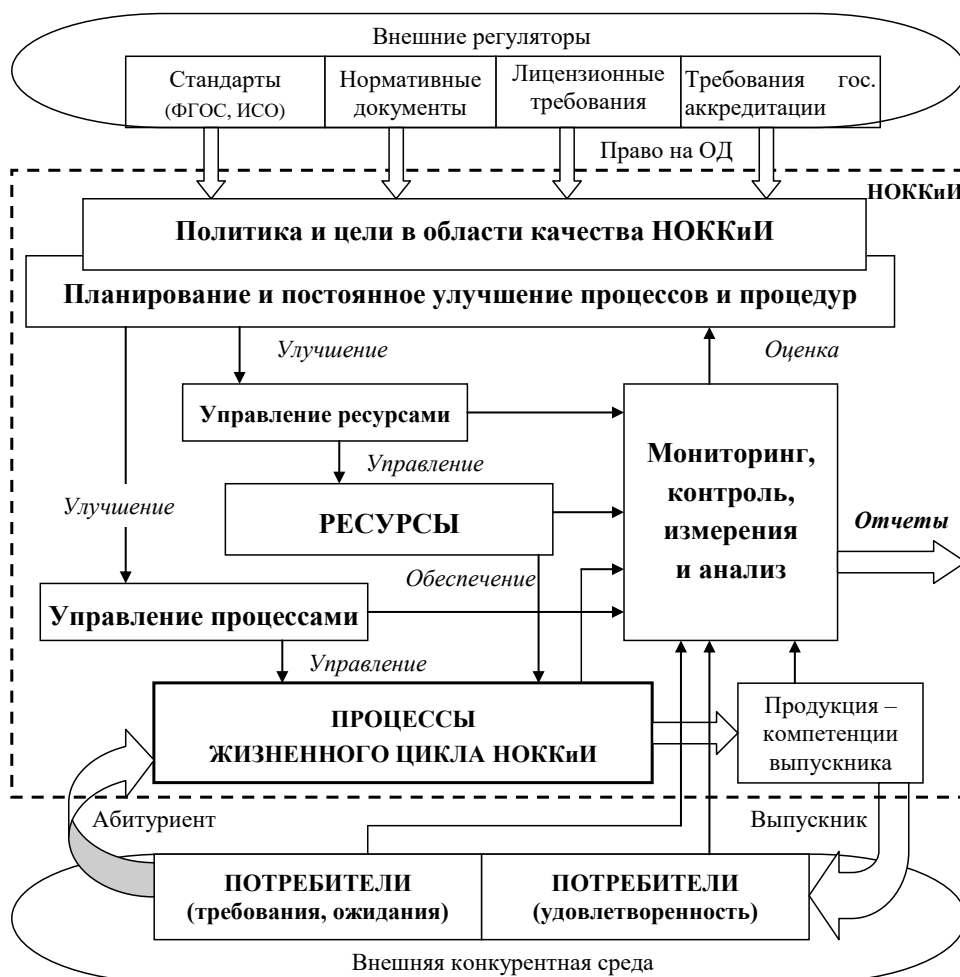 Внешние регуляторы
Стандарты
(ФГОС, ИСО)
Нормативные
документы
Лицензионные
требования
Требования гос.
аккредитации
Право на ОД
НОККиИ
Политика и цели в области качества НОККиИ
Планирование и постоянное улучшение процессов и процедур
Улучшение
Оценка
Управление ресурсами
Управление
Мониторинг,
контроль,
измерения
и анализ
Улучшение
РЕСУРСЫ
Отчеты
Обеспечение
Управление процессами
Управление
ПРОЦЕССЫ
ЖИЗНЕННОГО ЦИКЛА НОККиИ
Продукция –
компетенции
выпускника
Абитуриент
Выпускник
ПОТРЕБИТЕЛИ
(требования, ожидания)
ПОТРЕБИТЕЛИ
(удовлетворенность)
Внешняя конкурентная среда